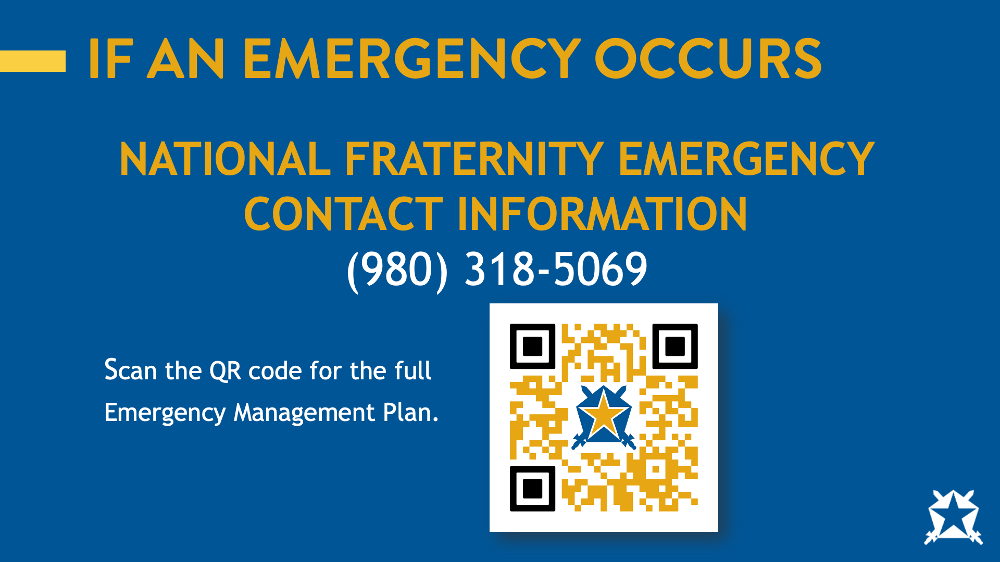 IF AN EMERGENCY OCCURS
NATIONAL FRATERNITY EMERGENCY
CONTACT INFORMATION
(980) 318-5069
Scan the QR code for the full
Emergency Management Plan.